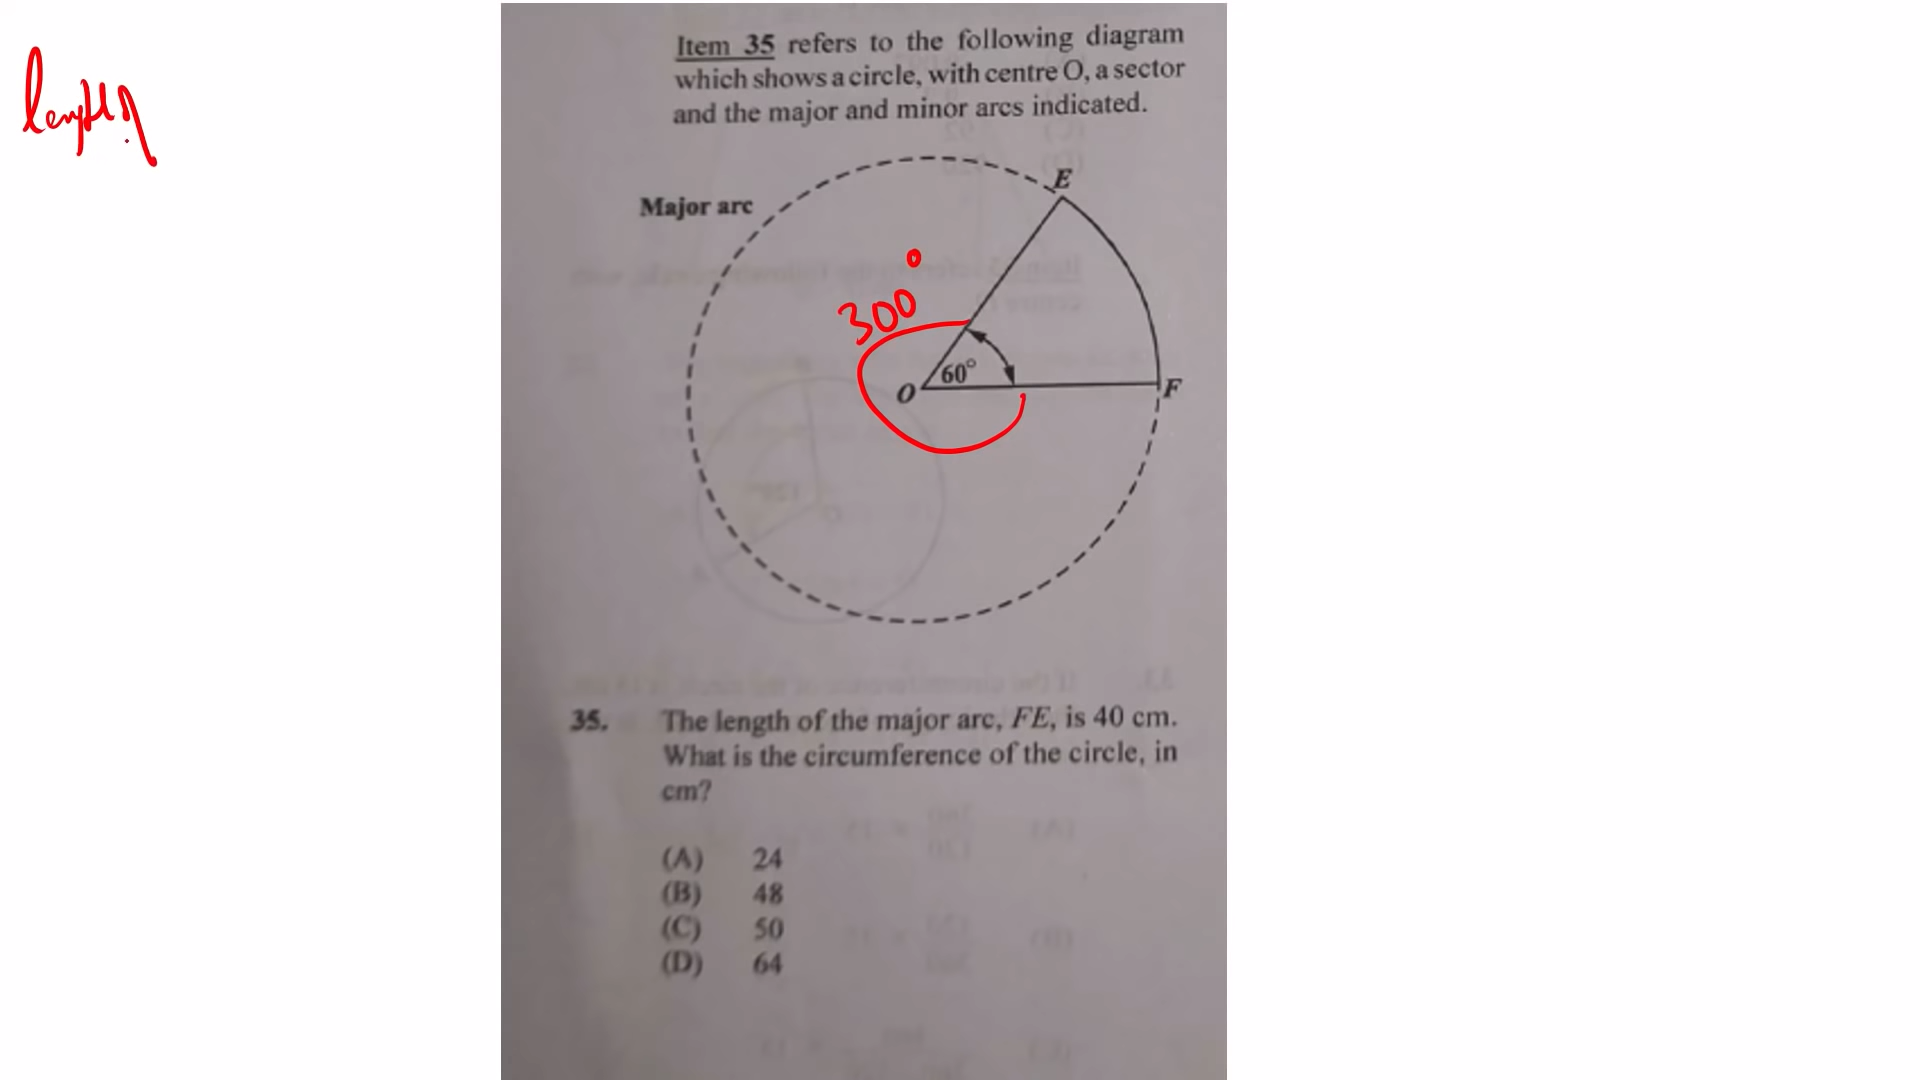 length of
Item 35 refers to the following diagram
which shows a circle, with centre O, a sector
and the major and minor arcs indicated.
E
Major arc
300°
60°
O
F
35. The length of the major arc, FE, is 40 cm.
What is the circumference of the circle, in
cm?
(A) 24
(B) 48
(C) 50
(D) 64